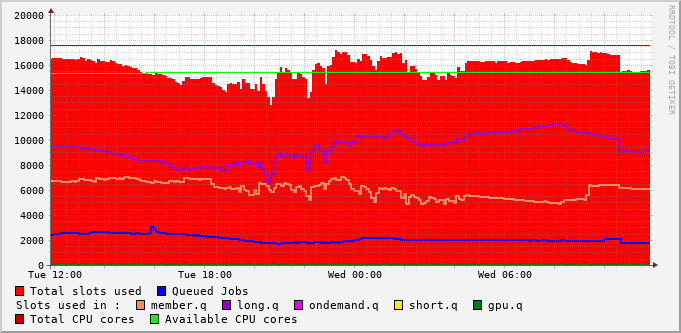 20000
18000
16000
14000
12000
10000
8000
6000
4000
2000
0
Tue 12:00 Tue 18:00 Wed 00:00 Wed 06:00
RRDTOOL / TOBI OETIKER
Total slots used Queued Jobs
Slots used in : member.q long.q ondemand.q short.q gpu.q
Total CPU cores Available CPU cores